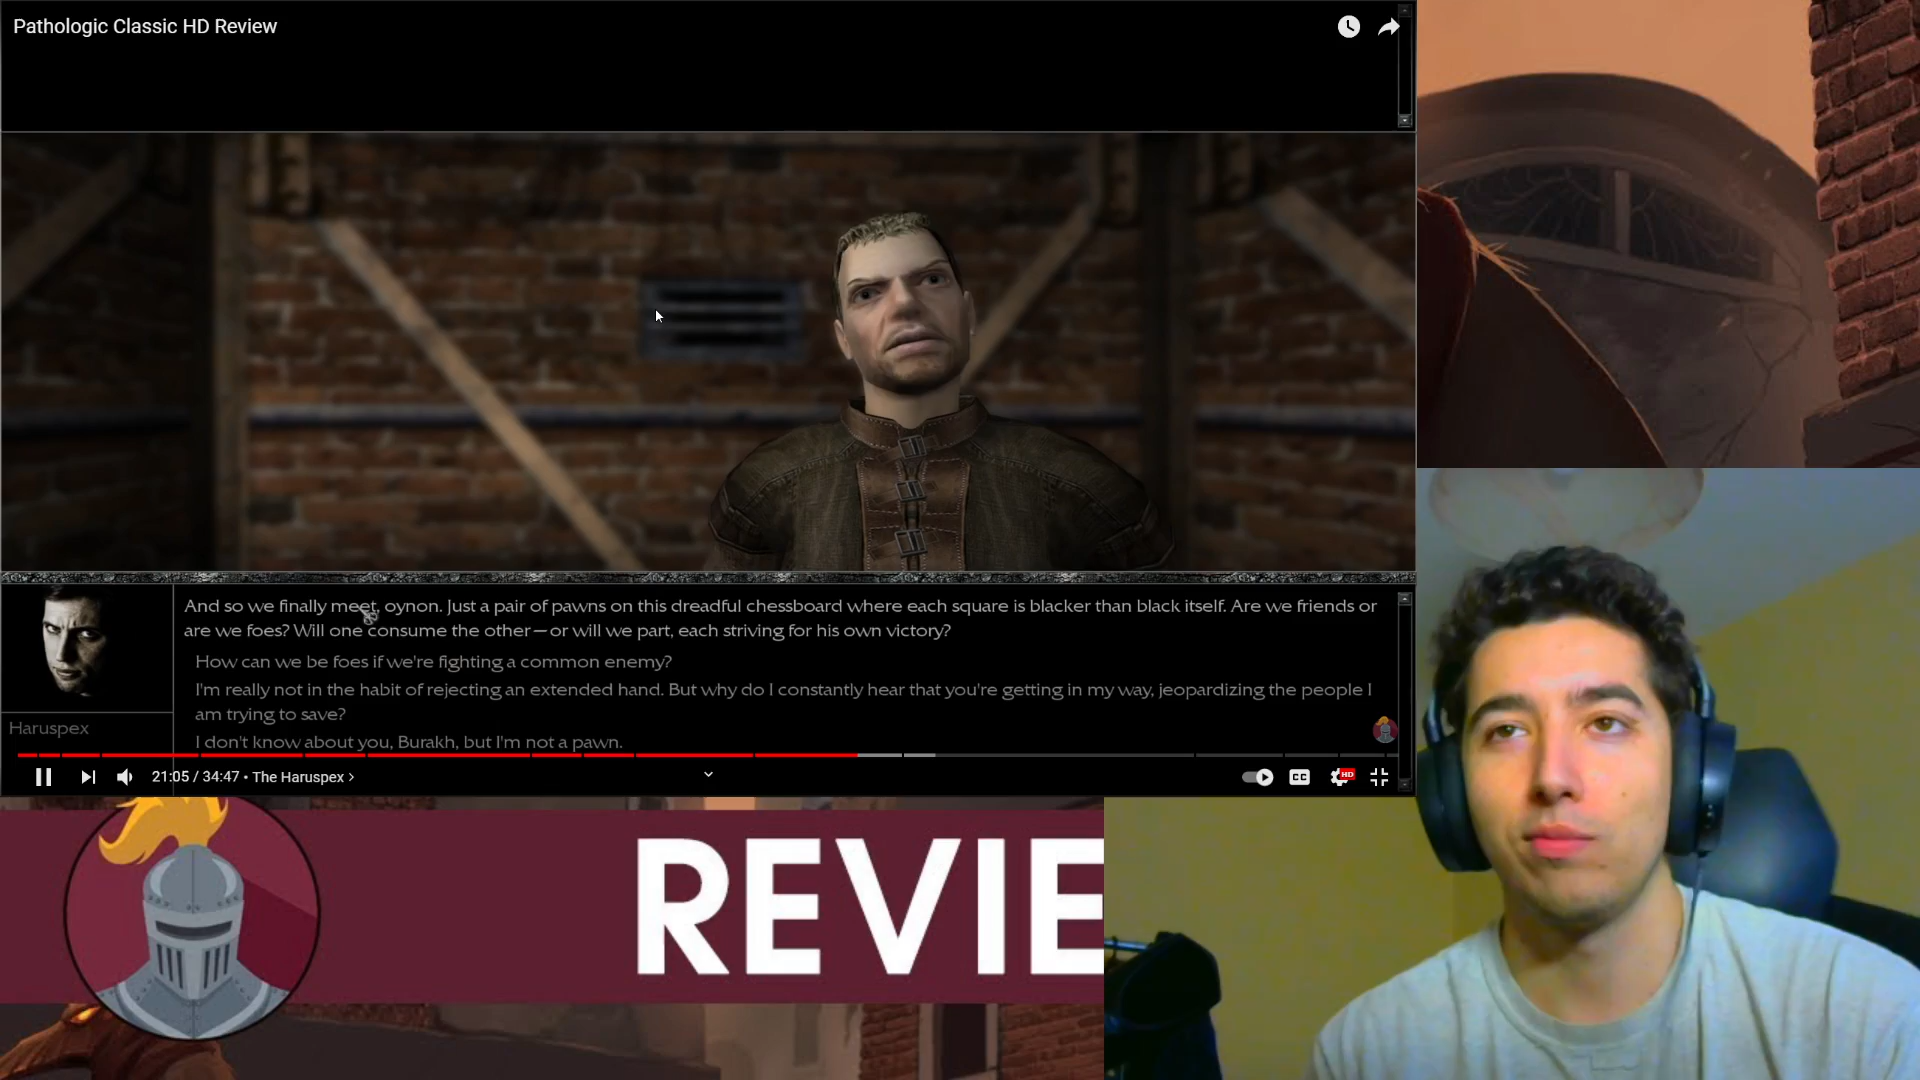 Pathologic Classic HD Review
And so we finally meet, oynon. Just a pair of pawns on this dreadful chessboard where each square is blacker than black itself. Are we friends or
are we foes? Will one consume the other—or will we part, each striving for his own victory?
How can we be foes if we're fighting a common enemy?
I'm really not in the habit of rejecting an extended hand. But why do I constantly hear that you're getting in my way, jeopardizing the people I
am trying to save?
Haruspex
I don't know about you, Burakh, but I'm not a pawn.
21:05 / 34:47 • The Haruspex ›
CC
HD
REVIE